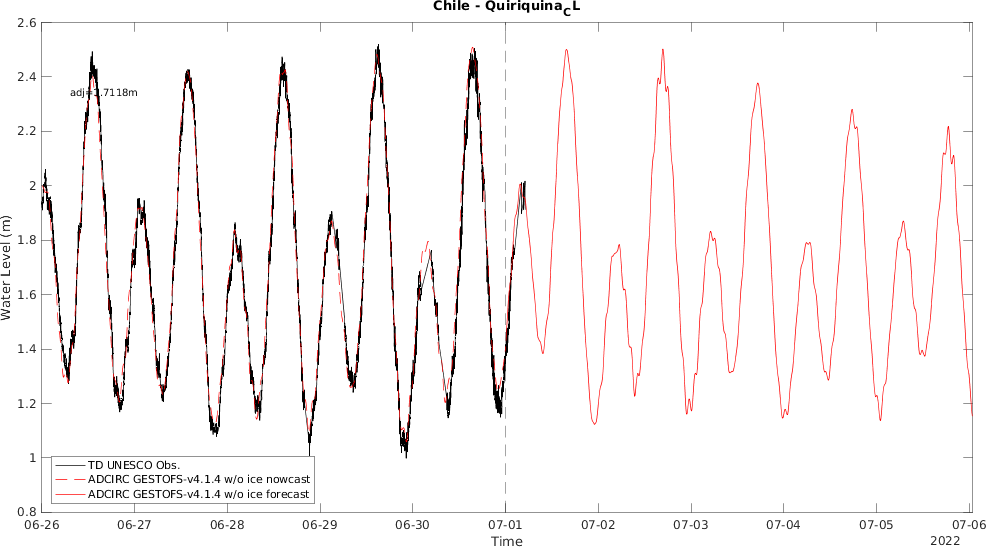 Chile - Quiriquina_CL
2.6
2.4
2.2
2
1.8
1.6
1.4
1.2
1
0.8
Water Level (m)
adj=1.7118m
TD UNESCO Obs.
ADCIRC GESTOFS-v4.1.4 w/o ice nowcast
ADCIRC GESTOFS-v4.1.4 w/o ice forecast
06-26 06-27 06-28 06-29 06-30 07-01 07-02 07-03 07-04 07-05 07-06
Time
2022